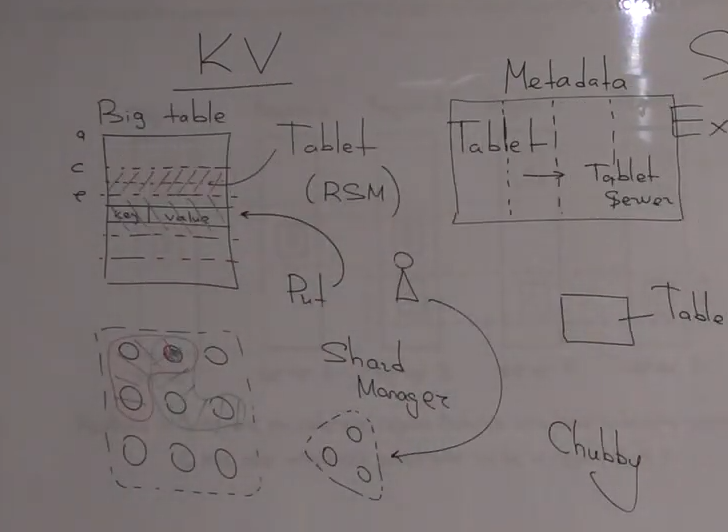 KV
Big table
a
c
e
key value
Tablet
(RSM)
Put
Metadata
Tablet
Tablet
Server
S
Ex
Table
Shard
Manager
Chubby